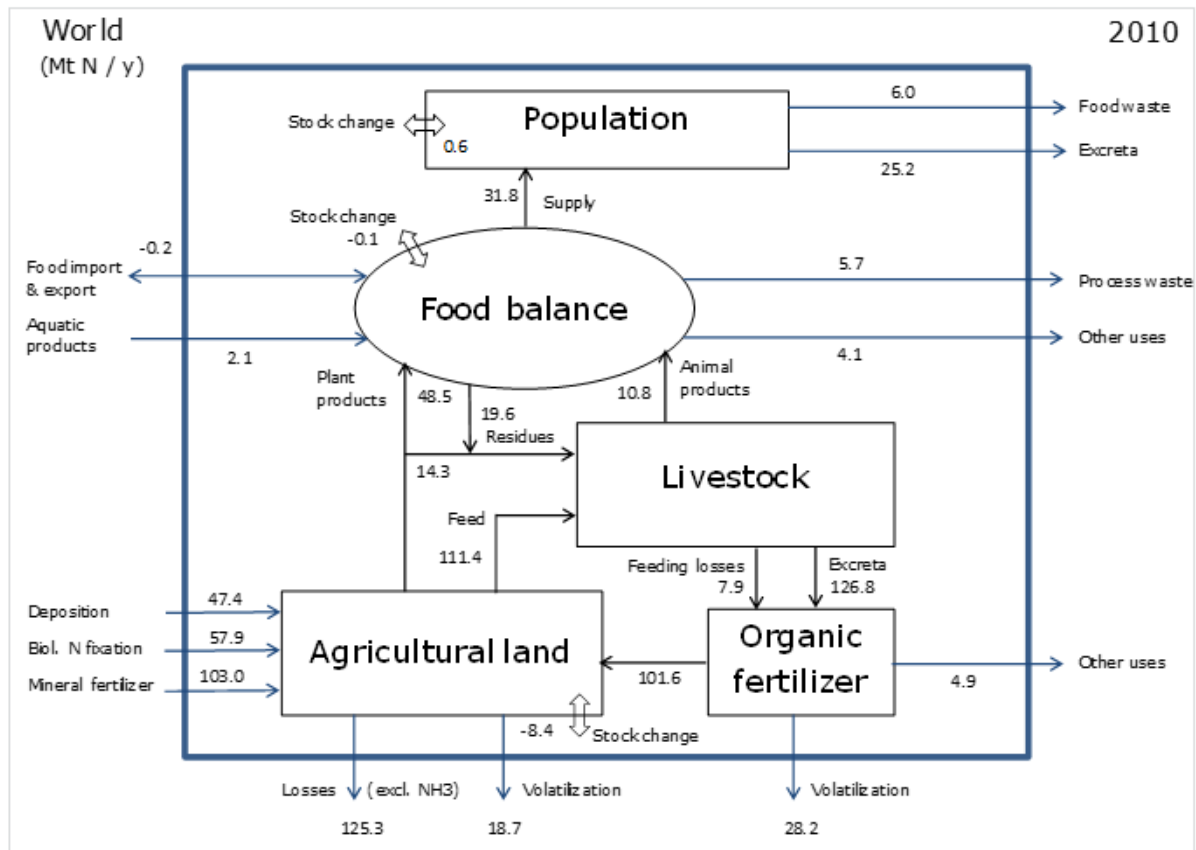 World
2010
(Mt N / y)
6.0
Food waste
Stock change
Population
0.6
Excreta
25.2
31.8
Supply
Stock change
-0.1
-0.2
Food import
& export
5.7
Process waste
Food balance
Aquatic
products
2.1
Other uses
4.1
Plant
products
48.5
19.6
Residues
10.8
Animal
products
14.3
Livestock
Feed
111.4
Feeding losses
7.9
Excreta
126.8
Deposition
47.4
Biol. N fixation
57.9
Mineral fertilizer
103.0
Agricultural land
101.6
Organic
fertilizer
Other uses
4.9
-8.4
Stock change
Losses
(excl. NH3)
125.3
Volatilization
18.7
Volatilization
28.2